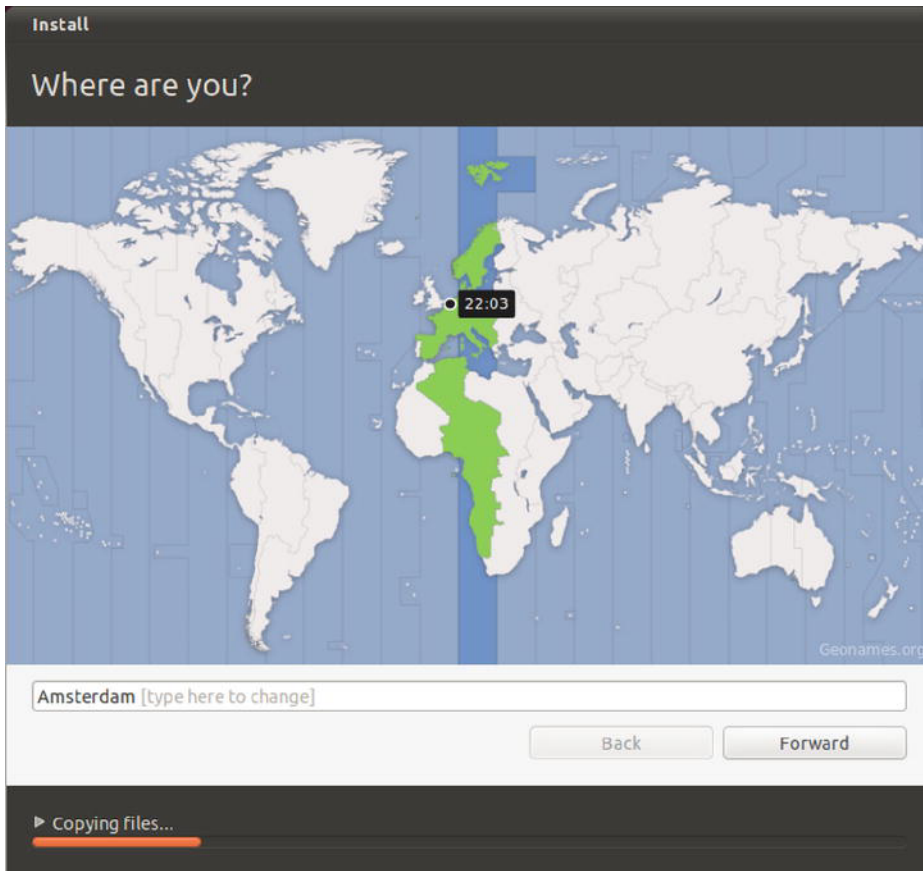 Install
Where are you?
22:03
Geonames.org
Amsterdam [type here to change]
Back Forward
Copying files...